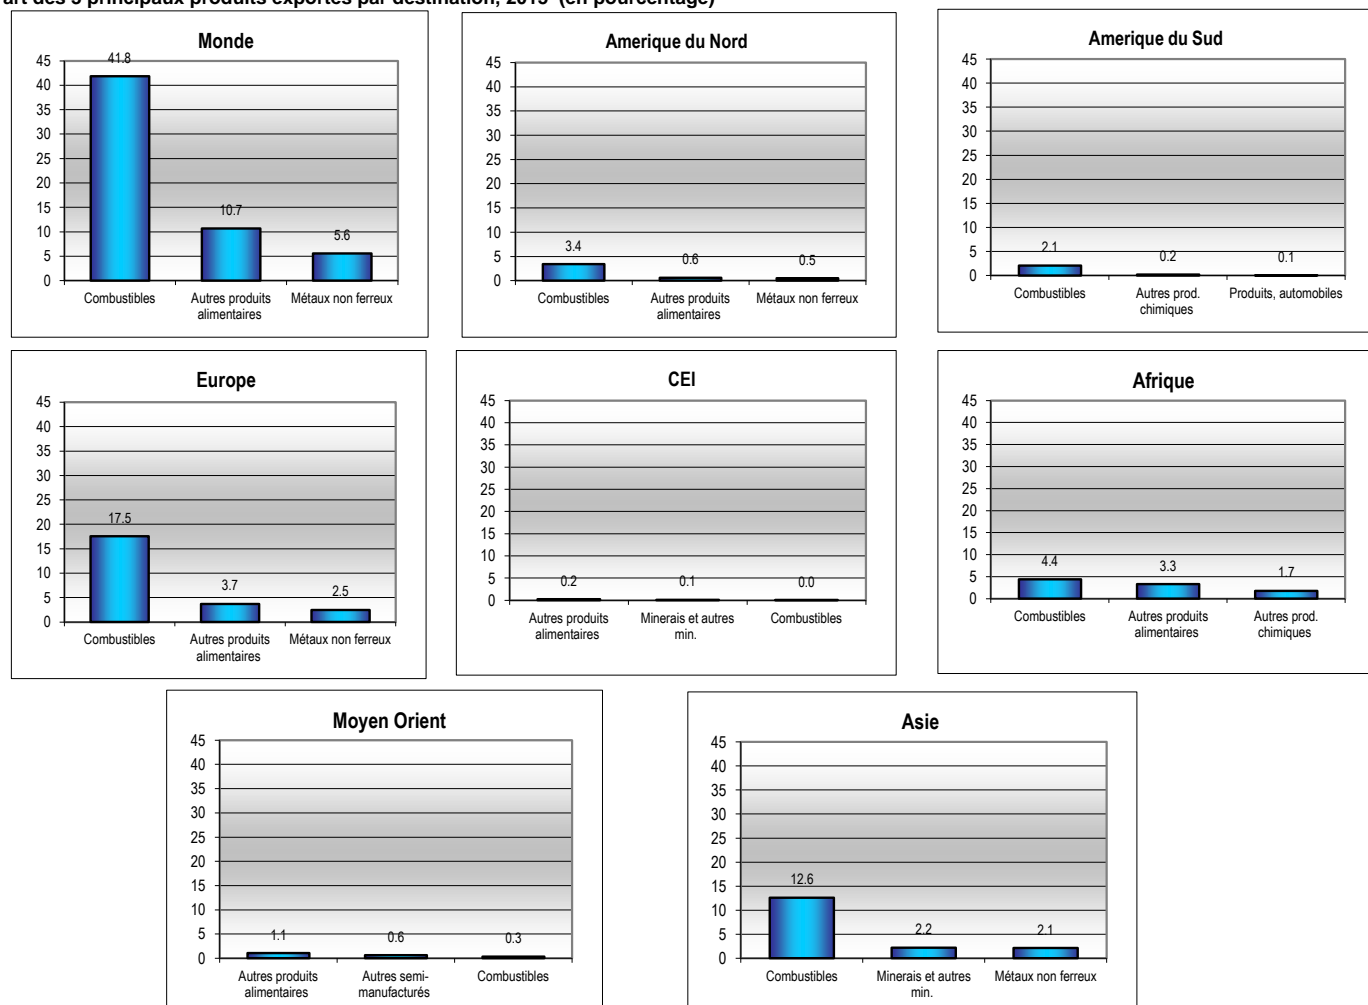 art des 3 principaux produits exportés par destination, 2015 (en pourcentage)
Monde
45
40
35
30
25
20
15
10
5
0
41.8
10.7
5.6
Combustibles
Autres produits
alimentaires
Métaux non ferreux
Amerique du Nord
45
40
35
30
25
20
15
10
5
0
3.4
0.6
0.5
Combustibles
Autres produits
alimentaires
Métaux non ferreux
Amerique du Sud
45
40
35
30
25
20
15
10
5
0
2.1
0.2
0.1
Combustibles
Autres prod.
chimiques
Produits, automobiles
Europe
45
40
35
30
25
20
15
10
5
0
17.5
3.7
2.5
Combustibles
Autres produits
alimentaires
Métaux non ferreux
CEI
45
40
35
30
25
20
15
10
5
0
0.2
0.1
0.0
Autres produits
alimentaires
Minerais et autres
min.
Combustibles
Afrique
45
40
35
30
25
20
15
10
5
0
4.4
3.3
1.7
Combustibles
Autres produits
alimentaires
Autres prod.
chimiques
Moyen Orient
45
40
35
30
25
20
15
10
5
0
1.1
0.6
0.3
Autres produits
alimentaires
Autres semi-
manufacturés
Combustibles
Asie
45
40
35
30
25
20
15
10
5
0
12.6
2.2
2.1
Combustibles
Minerais et autres
min.
Métaux non ferreux